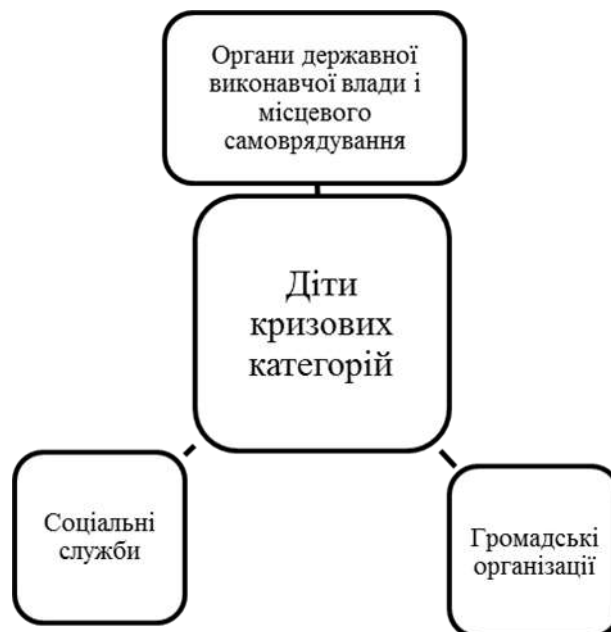 Органи державної
виконавчої влади і
місцевого
самоврядування
Діти
кризових
категорій
Соціальні
служби
Громадські
організації